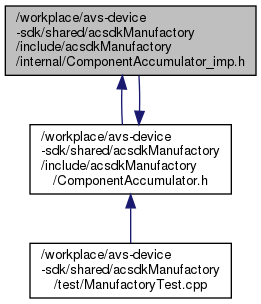 /workplace/avs-device
-sdk/shared/acsdkManufactory
/include/acsdkManufactory
/internal/ComponentAccumulator_imp.h
/workplace/avs-device
-sdk/shared/acsdkManufactory
/include/acsdkManufactory
/ComponentAccumulator.h
/workplace/avs-device
-sdk/shared/acsdkManufactory
/test/ManufactoryTest.cpp